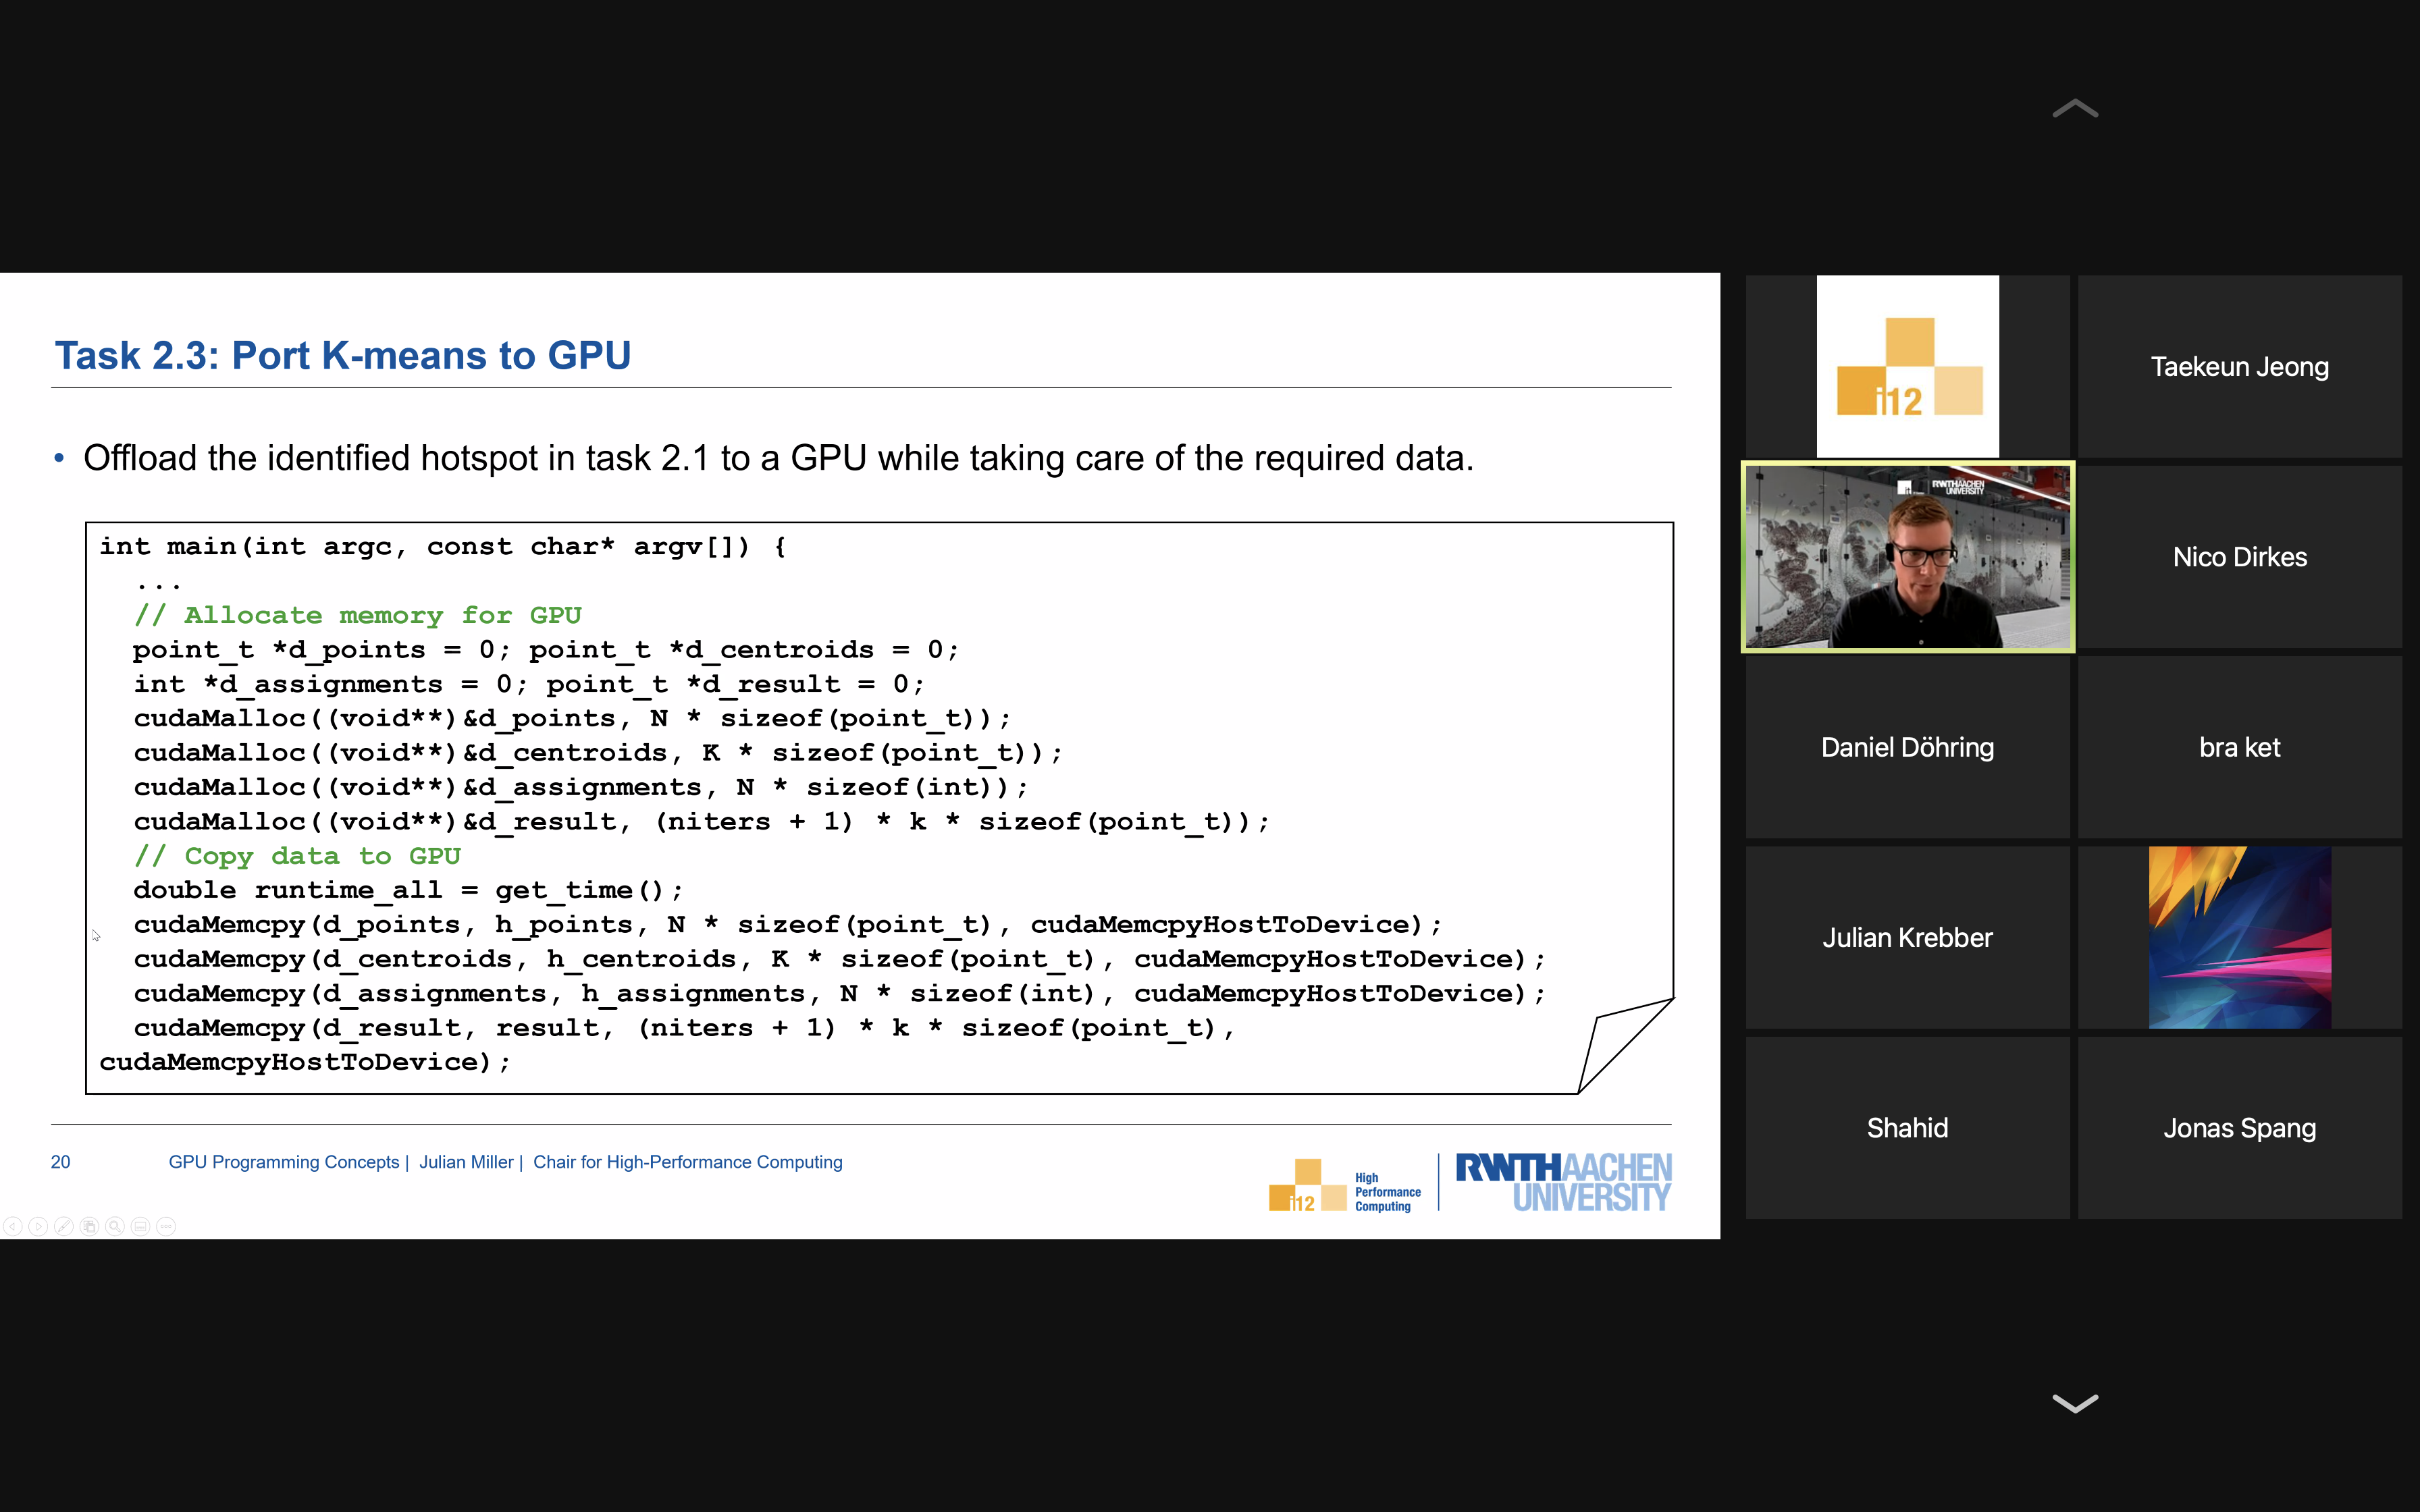 Task 2.3: Port K-means to GPU
• Offload the identified hotspot in task 2.1 to a GPU while taking care of the required data.
int main(int argc, const char* argv[]) {
...
// Allocate memory for GPU
point_t *d_points = 0; point_t *d_centroids = 0;
int *d_assignments = 0; point_t *d_result = 0;
cudaMalloc((void**)&d_points, N * sizeof(point_t));
cudaMalloc((void**)&d_centroids, K * sizeof(point_t));
cudaMalloc((void**)&d_assignments, N * sizeof(int));
cudaMalloc((void**)&d_result, (niters + 1) * k * sizeof(point_t));
// Copy data to GPU
double runtime_all = get_time();
cudaMemcpy(d_points, h_points, N * sizeof(point_t), cudaMemcpyHostToDevice);
cudaMemcpy(d_centroids, h_centroids, K * sizeof(point_t), cudaMemcpyHostToDevice);
cudaMemcpy(d_assignments, h_assignments, N * sizeof(int), cudaMemcpyHostToDevice);
cudaMemcpy(d_result, result, (niters + 1) * k * sizeof(point_t),
cudaMemcpyHostToDevice);
20
GPU Programming Concepts | Julian Miller | Chair for High-Performance Computing
i12
High
Performance
Computing
RWTHAACHEN
UNIVERSITY
i12
Taekeun Jeong
RWTHAACHEN
UNIVERSITY
Nico Dirkes
Daniel Döhring
bra ket
Julian Krebber
Shahid
Jonas Spang